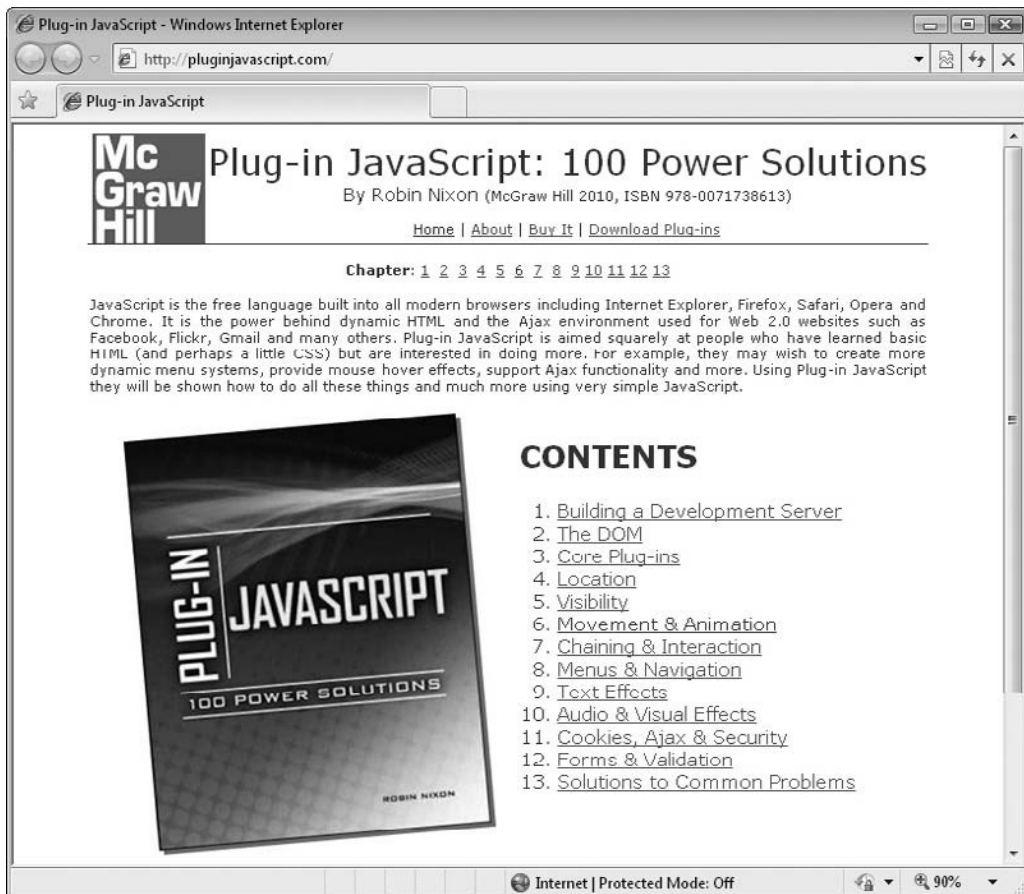 Plug-in JavaScript - Windows Internet Explorer
http://pluginjavascript.com/
Plug-in JavaScript
Mc
Graw
Hill
Plug-in JavaScript: 100 Power Solutions
By Robin Nixon (McGraw Hill 2010, ISBN 978-0071738613)
Home | About | Buy It | Download Plug-ins
Chapter: 1 2 3 4 5 6 7 8 9 10 11 12 13
JavaScript is the free language built into all modern browsers including Internet Explorer, Firefox, Safari, Opera and
Chrome. It is the power behind dynamic HTML and the Ajax environment used for Web 2.0 websites such as
Facebook, Flickr, Gmail and many others. Plug-in JavaScript is aimed squarely at people who have learned basic
HTML (and perhaps a little CSS) but are interested in doing more. For example, they may wish to create more
dynamic menu systems, provide mouse hover effects, support Ajax functionality and more. Using Plug-in JavaScript
they will be shown how to do all these things and much more using very simple JavaScript.
PLUG-IN
JAVASCRIPT
100 POWER SOLUTIONS
ROBIN NIXON
CONTENTS
1. Building a Development Server
2. The DOM
3. Core Plug-ins
4. Location
5. Visibility
6. Movement & Animation
7. Chaining & Interaction
8. Menus & Navigation
9. Text Effects
10. Audio & Visual Effects
11. Cookies, Ajax & Security
12. Forms & Validation
13. Solutions to Common Problems
Internet | Protected Mode: Off
90%